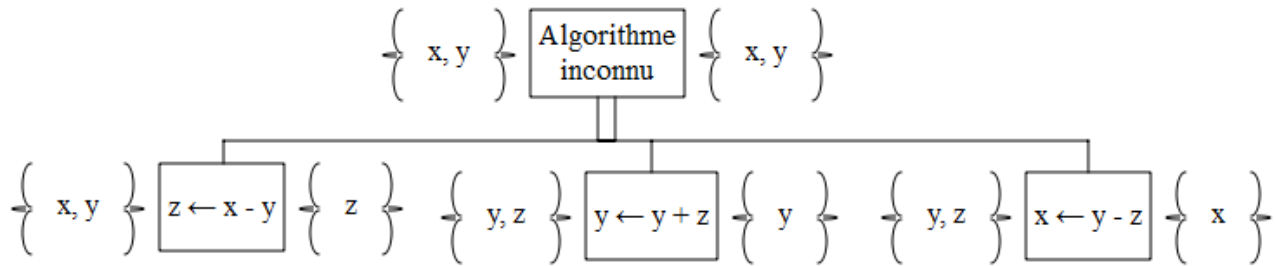 { x, y } Algorithme inconnu { x, y }
{ x, y } z ← x - y { z } { y, z } y ← y + z { y } { y, z } x ← y - z { x }